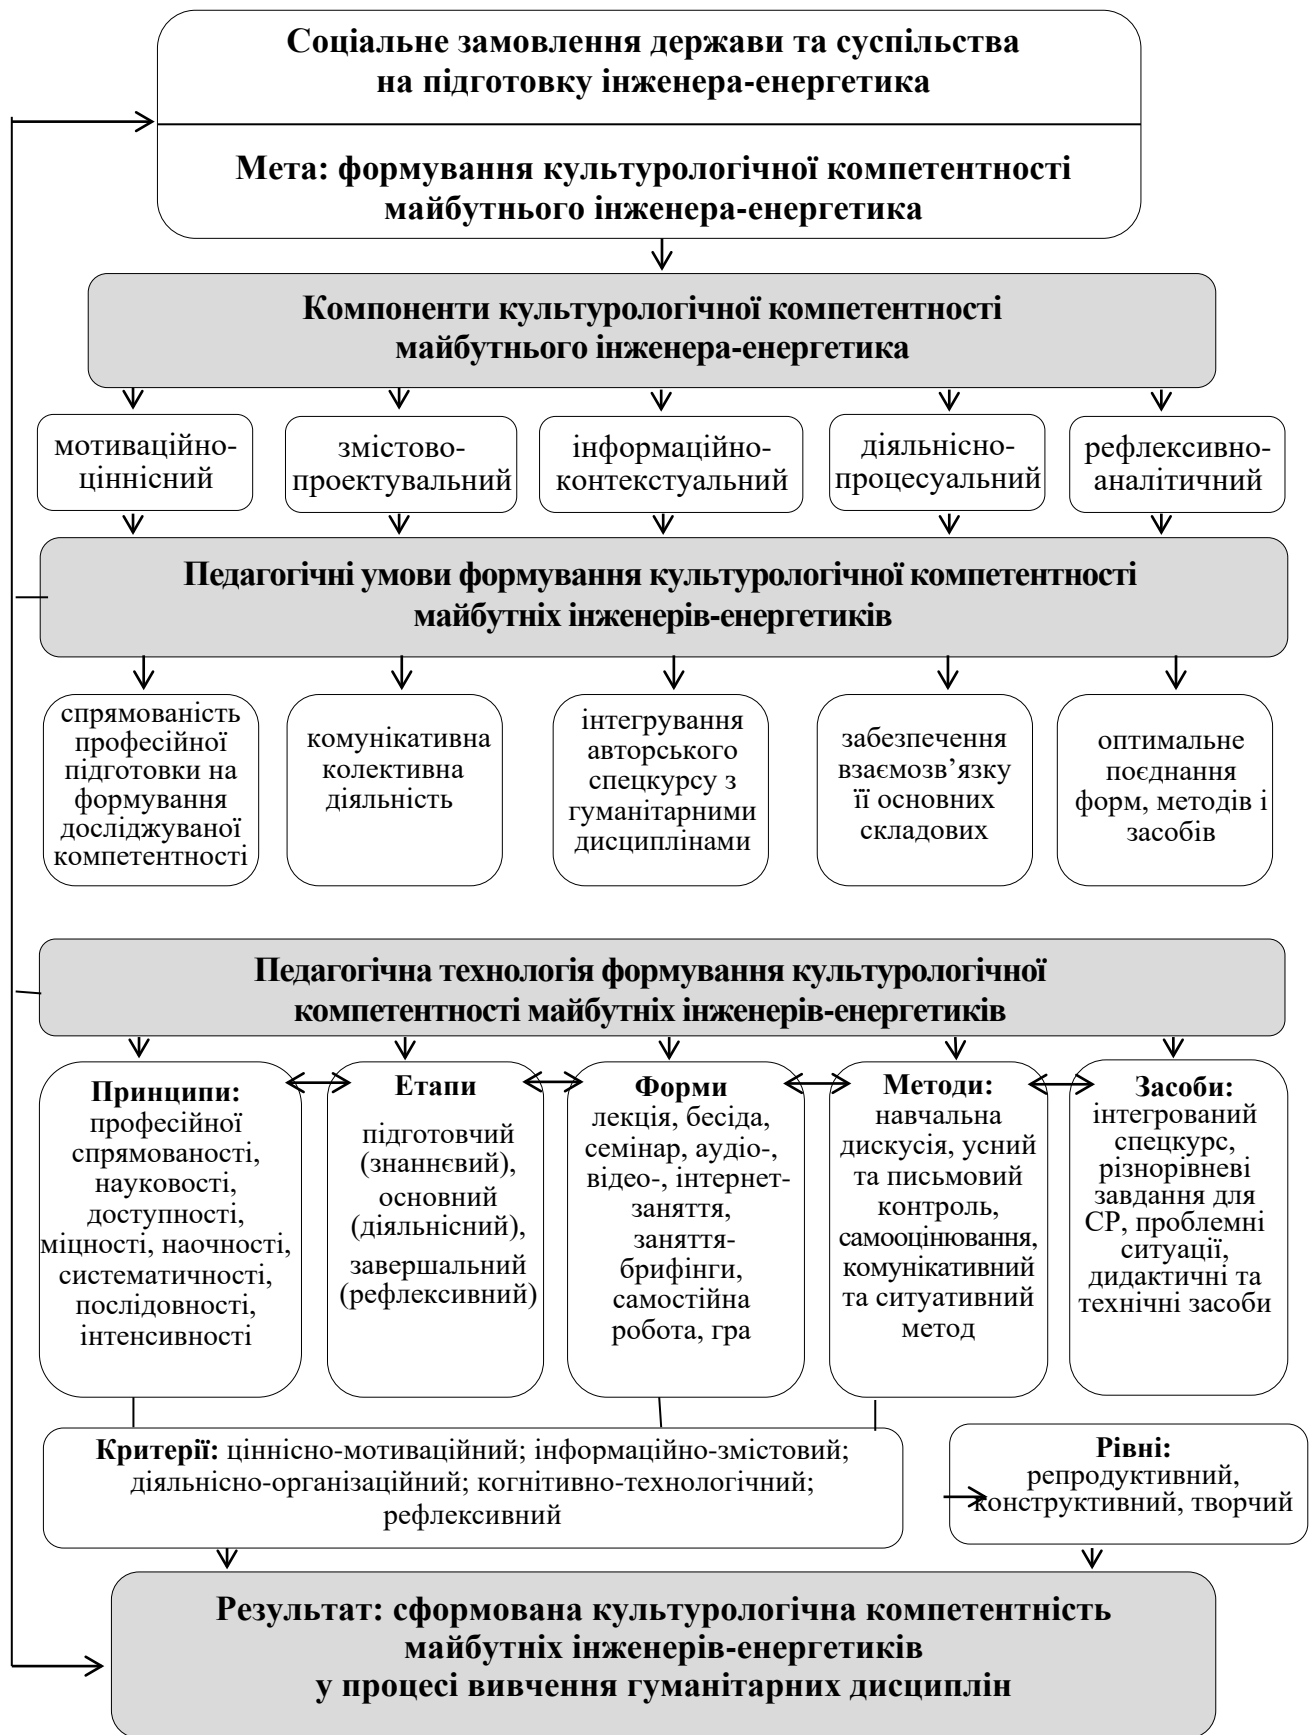 Соціальне замовлення держави та суспільства
на підготовку інженера-енергетика
Мета: формування культурологічної компетентності
майбутнього інженера-енергетика
Компоненти культурологічної компетентності
майбутнього інженера-енергетика
мотиваційно-
ціннісний
змістово-
проектувальний
інформаційно-
контекстуальний
діяльнісно-
процесуальний
рефлексивно-
аналітичний
Педагогічні умови формування культурологічної компетентності
майбутніх інженерів-енергетиків
спрямованість
професійної
підготовки на
формування
досліджуваної
компетентності
комунікативна
колективна
діяльність
інтегрування
авторського
спецкурсу з
гуманітарними
дисциплінами
забезпечення
взаємозв’язку
її основних
складових
оптимальне
поєднання
форм, методів і
засобів
Педагогічна технологія формування культурологічної
компетентності майбутніх інженерів-енергетиків
Принципи:
професійної
спрямованості,
науковості,
доступності,
міцності, наочності,
систематичності,
послідовності,
інтенсивності
Етапи
підготовчий
(знаннєвий),
основний
(діяльнісний),
завершальний
(рефлексивний)
Форми
лекція, бесіда,
семінар, аудіо-,
відео-, інтернет-
заняття,
заняття-
брифінги,
самостійна
робота, гра
Методи:
навчальна
дискусія, усний
та письмовий
контроль,
самооцінювання,
комунікативний
та ситуативний
метод
Засоби:
інтегрований
спецкурс,
різнорівневі
завдання для
СР, проблемні
ситуації,
дидактичні та
технічні засоби
Критерії: ціннісно-мотиваційний; інформаційно-змістовий;
діяльнісно-організаційний; когнітивно-технологічний;
рефлексивний
Рівні:
репродуктивний,
конструктивний, творчий
Результат: сформована культурологічна компетентність
майбутніх інженерів-енергетиків
у процесі вивчення гуманітарних дисциплін